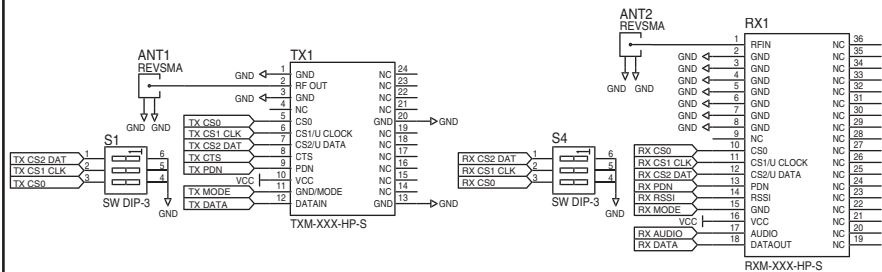 ANT1
REVSMA
GND GND
TX1
GND 1 GND NC 24
2 RF OUT NC 23
GND 3 GND NC 22
4 NC NC 21
TX CS0 5 CS0 GND 20 GND
TX CS1 CLK 6 CS1/U CLOCK NC 19
TX CS2 DAT 7 CS2/U DATA NC 18
TX CTS 8 CTS NC 17
TX PDN 9 PDN NC 16
VCC 10 VCC NC 15
TX MODE 11 GND/MODE NC 14
TX DATA 12 DATAIN GND 13 GND
TXM-XXX-HP-S
S1
TX CS2 DAT 1 6
TX CS1 CLK 2 5
TX CS0 3 4
SW DIP-3
GND
ANT2
REVSMA
GND GND
S4
RX CS2 DAT 1 6
RX CS1 CLK 2 5
RX CS0 3 4
SW DIP-3
GND
RX1
1 RFIN NC 36
GND 2 GND NC 35
GND 3 GND NC 34
GND 4 GND NC 33
GND 5 GND NC 32
GND 6 GND NC 31
GND 7 GND NC 30
GND 8 GND NC 29
9 NC NC 28
RX CS0 10 CS0 NC 27
RX CS1 CLK 11 CS1/U CLOCK NC 26
RX CS2 DAT 12 CS2/U DATA NC 25
RX PDN 13 PDN NC 24
RX RSSI 14 RSSI NC 23
RX MODE 15 GND NC 22
VCC 16 VCC NC 21
RX AUDIO 17 AUDIO NC 20
RX DATA 18 DATAOUT NC 19
RXM-XXX-HP-S